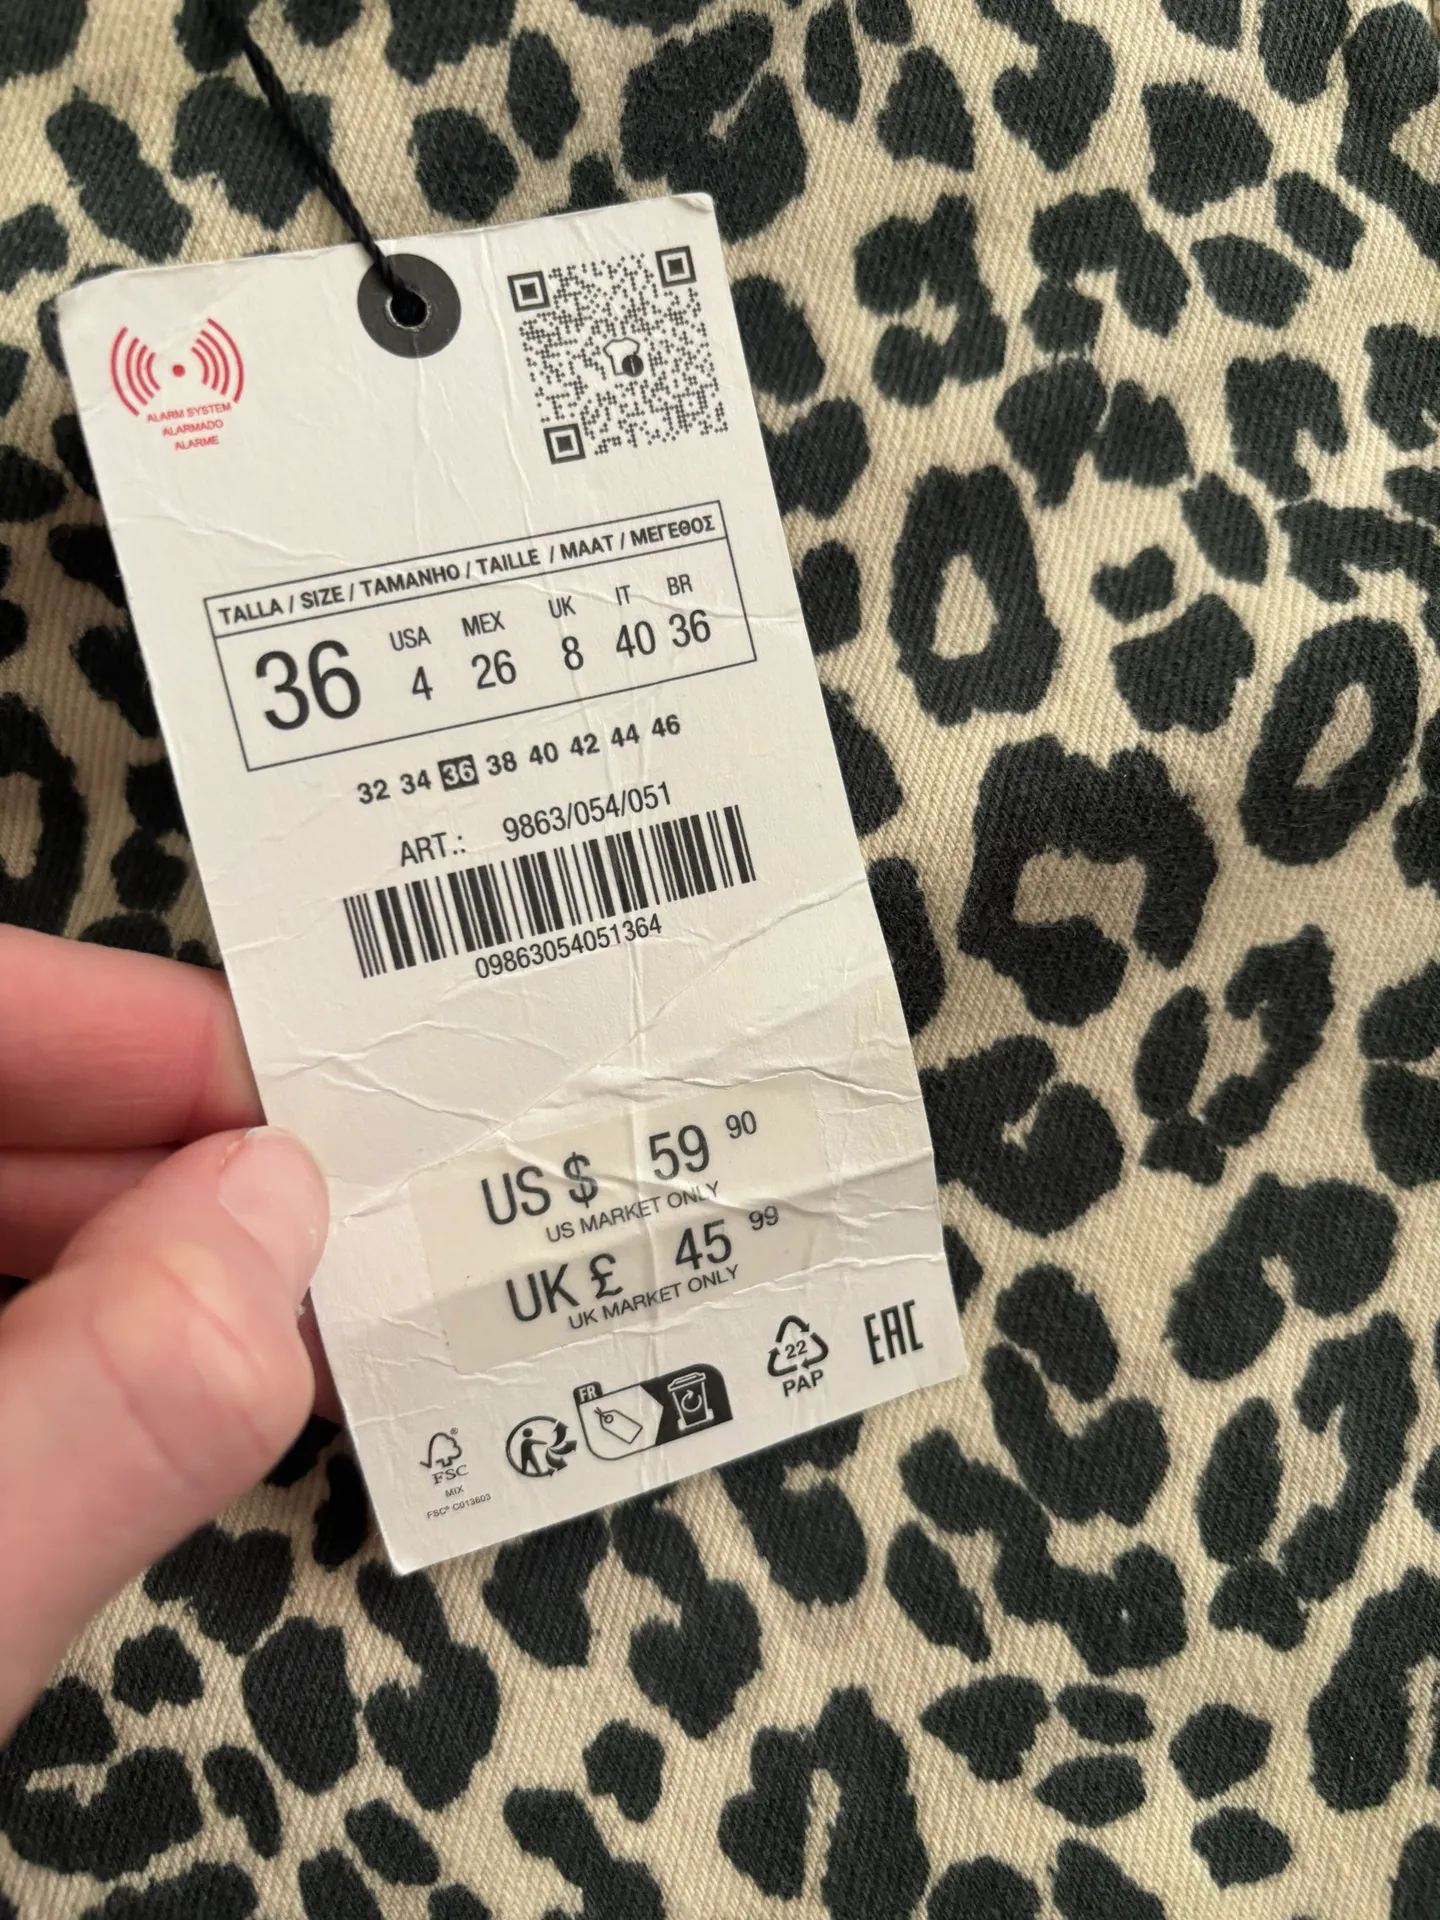 ALARM SYSTEM
ALARMADO
ALARME
TALLA / SIZE / TAMANHO / TAILLE / MAAT / ΜΕΓΕΘΟΣ
36 USA MEX UK IT BR
4 26 8 40 36
32 34 36 38 40 42 44 46
ART.: 9863/054/051
09863054051364
US $ 59 90
US MARKET ONLY
UK £ 45 99
UK MARKET ONLY
22
PAP
EAC
FR
FSC®
MIX
FSC® C013603